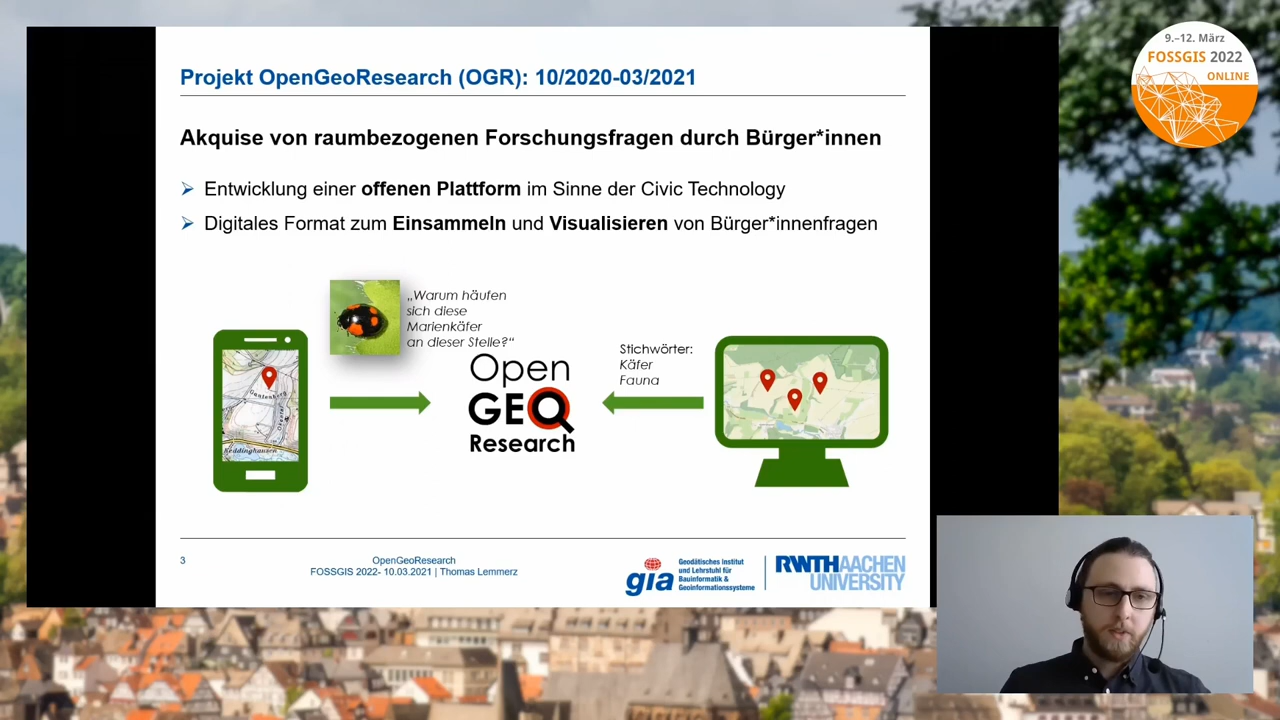 9.–12. März
FOSSGIS 2022
ONLINE
Projekt OpenGeoResearch (OGR): 10/2020-03/2021
Akquise von raumbezogenen Forschungsfragen durch Bürger*innen
Entwicklung einer offenen Plattform im Sinne der Civic Technology
Digitales Format zum Einsammeln und Visualisieren von Bürger*innenfragen
„Warum häufen
sich diese
Marienkäfer
an dieser Stelle?“
Open
GEO
Research
Stichwörter:
Käfer
Fauna
3
OpenGeoResearch
FOSSGIS 2022- 10.03.2021 | Thomas Lemmerz
gia
Geodätisches Institut
und Lehrstuhl für
Bauinformatik &
Geoinformationssysteme
RWTHAACHEN
UNIVERSITY